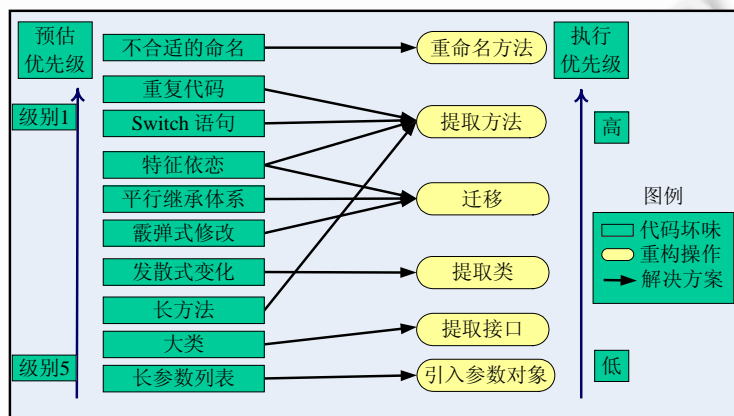 预估
优先级
级别1
级别5
不合适的命名
重复代码
Switch 语句
特征依恋
平行继承体系
霰弹式修改
发散式变化
长方法
大类
长参数列表
重命名方法
提取方法
迁移
提取类
提取接口
引入参数对象
执行
优先级
高
低
图例
代码坏味
重构操作
解决方案